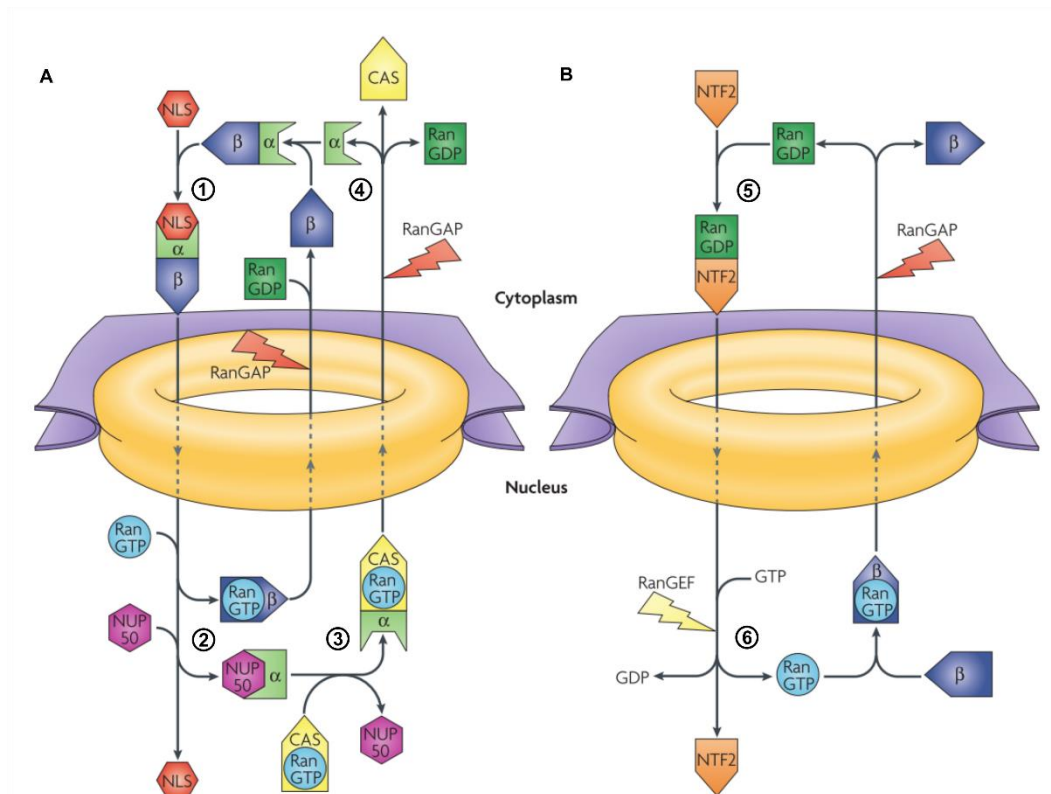 A
B
CAS
NLS
β
α
α
Ran
GDP
1
4
NLS
α
β
β
Ran
GDP
RanGAP
RanGAP
NTF2
Ran
GDP
β
5
Ran
GDP
NTF2
RanGAP
Cytoplasm
Nucleus
Ran
GTP
Ran
GTP
β
NUP
50
2
NUP
50
α
3
CAS
Ran
GTP
α
CAS
Ran
GTP
NUP
50
NLS
RanGEF
GTP
6
GDP
Ran
GTP
β
Ran
GTP
β
NTF2